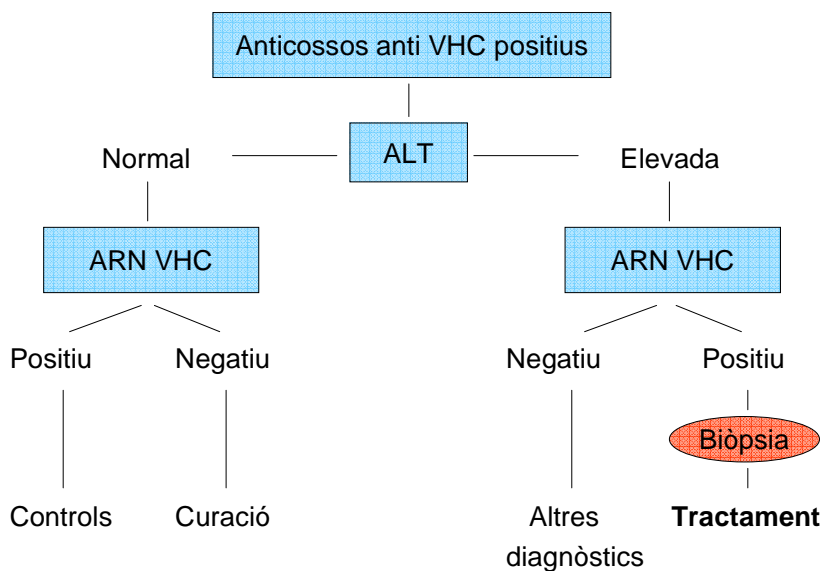 Anticossos anti VHC positius
Normal
ALT
Elevada
ARN VHC
ARN VHC
Positiu
Negatiu
Negatiu
Positiu
Biòpsia
Controls
Curació
Altres
diagnòstics
Tractament